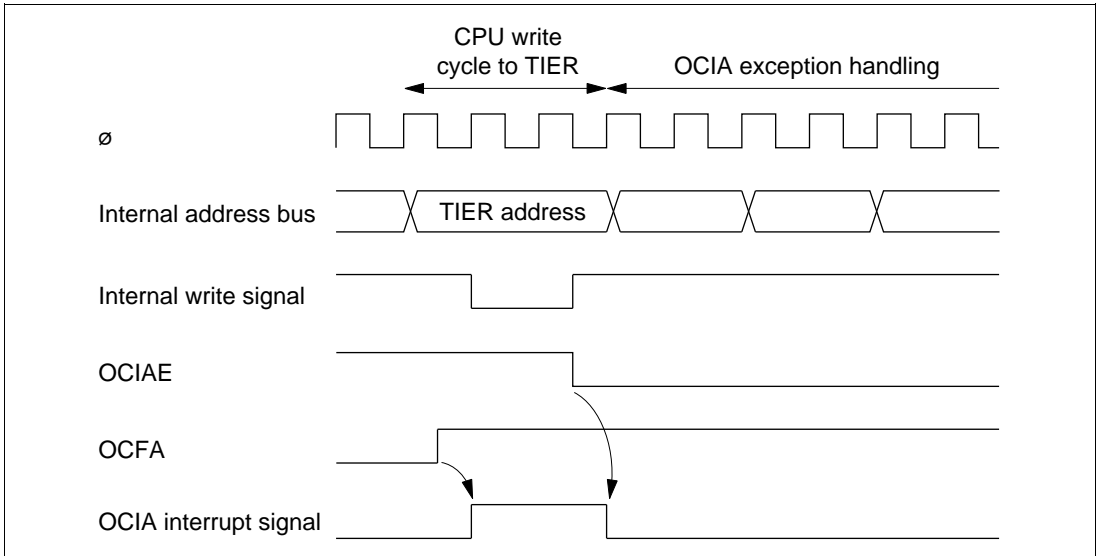 CPU write
cycle to TIER
OCIA exception handling
ø
Internal address bus
TIER address
Internal write signal
OCIAE
OCFA
OCIA interrupt signal